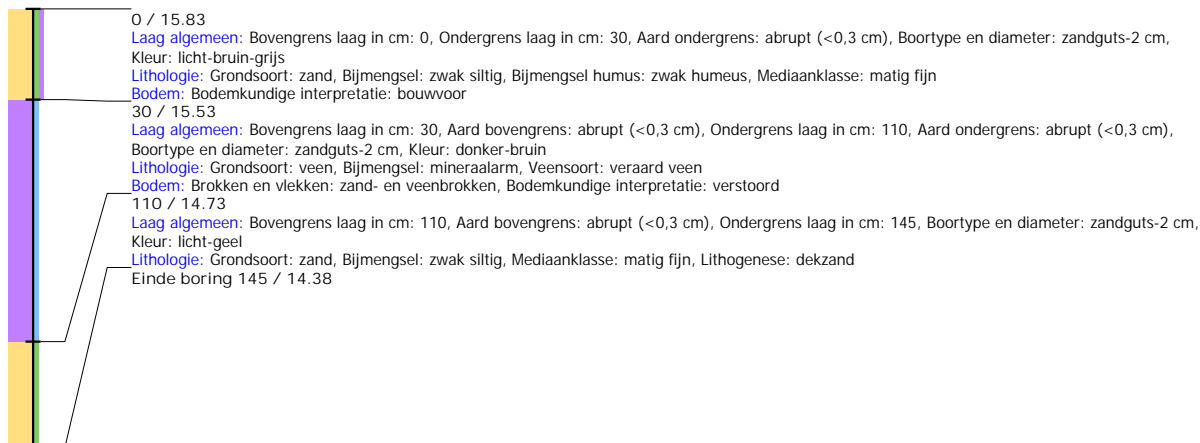 0 / 15.83
Laag algemeen: Bovengrens laag in cm: 0, Ondergrens laag in cm: 30, Aard ondergrens: abrupt (<0,3 cm), Boortype en diameter: zandguts-2 cm,
Kleur: licht-bruin-grijs
Lithologie: Grondsoort: zand, Bijmengsel: zwak siltig, Bijmengsel humus: zwak humeus, Mediaanklasse: matig fijn
Bodem: Bodemkundige interpretatie: bouwvoor
30 / 15.53
Laag algemeen: Bovengrens laag in cm: 30, Aard bovengrens: abrupt (<0,3 cm), Ondergrens laag in cm: 110, Aard ondergrens: abrupt (<0,3 cm),
Boortype en diameter: zandguts-2 cm, Kleur: donker-bruin
Lithologie: Grondsoort: veen, Bijmengsel: mineraalarm, Veensoort: veraard veen
Bodem: Brokken en vlekken: zand- en veenbrokken, Bodemkundige interpretatie: verstoord
110 / 14.73
Laag algemeen: Bovengrens laag in cm: 110, Aard bovengrens: abrupt (<0,3 cm), Ondergrens laag in cm: 145, Boortype en diameter: zandguts-2 cm,
Kleur: licht-geel
Lithologie: Grondsoort: zand, Bijmengsel: zwak siltig, Mediaanklasse: matig fijn, Lithogenese: dekzand
Einde boring 145 / 14.38